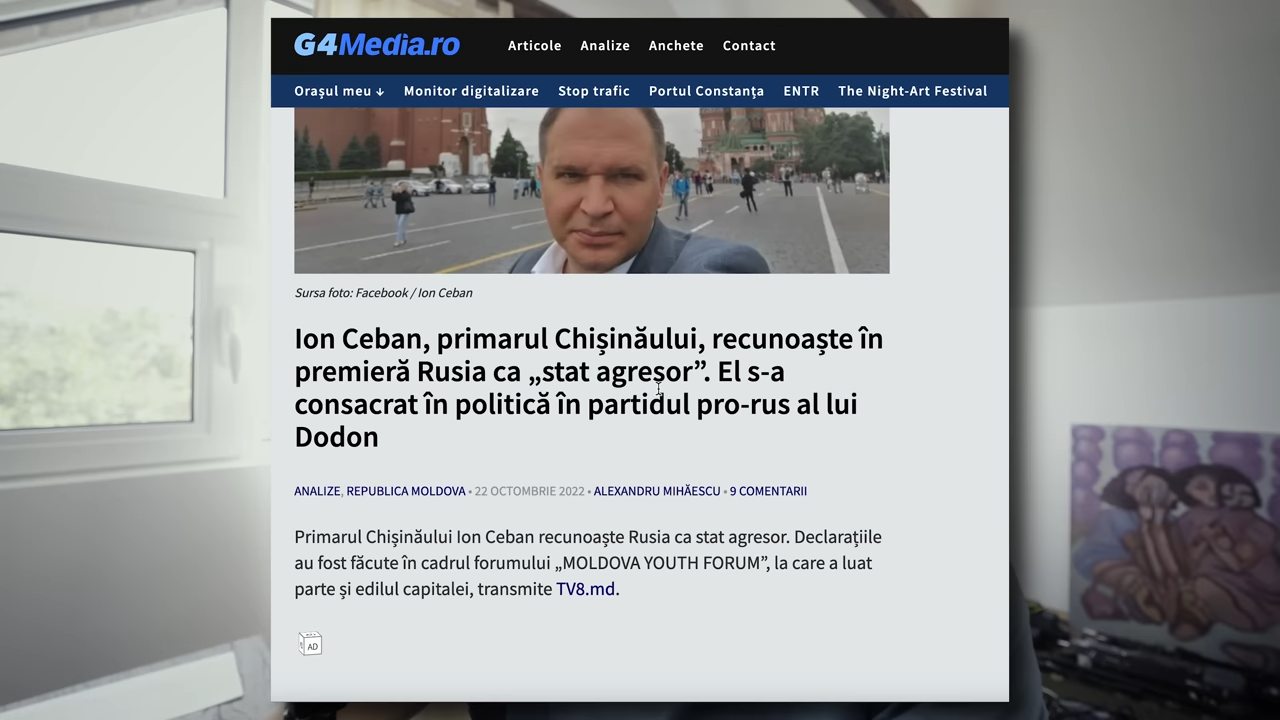 G4Media.ro
Articole Analize Anchete Contact
Orașul meu ↓ Monitor digitalizare Stop trafic Portul Constanța ENTR The Night-Art Festival
Sursa foto: Facebook / Ion Ceban
Ion Ceban, primarul Chișinăului, recunoaște în
premieră Rusia ca „stat agresor”. El s-a
consacrat în politică în partidul pro-rus al lui
Dodon
ANALIZE, REPUBLICA MOLDOVA • 22 OCTOMBRIE 2022 • ALEXANDRU MIHĂESCU • 9 COMENTARII
Primarul Chișinăului Ion Ceban recunoaște Rusia ca stat agresor. Declarațiile
au fost făcute în cadrul forumului „MOLDOVA YOUTH FORUM”, la care a luat
parte și edilul capitalei, transmite TV8.md.
AD